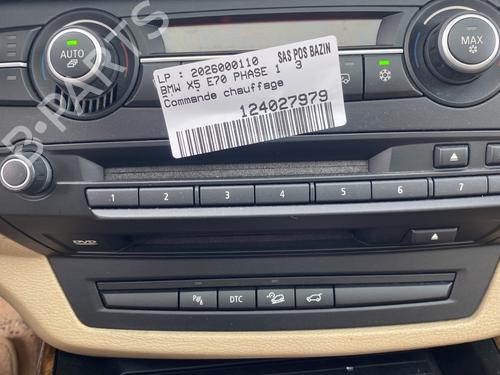 AUTO
MAX
LP : 2026000110
SAS POS BAZIN
BMW X5 E70 PHASE 1 3
Commande chauffage
124027979
1 2 3 4 5 6 7
DVD
DTC